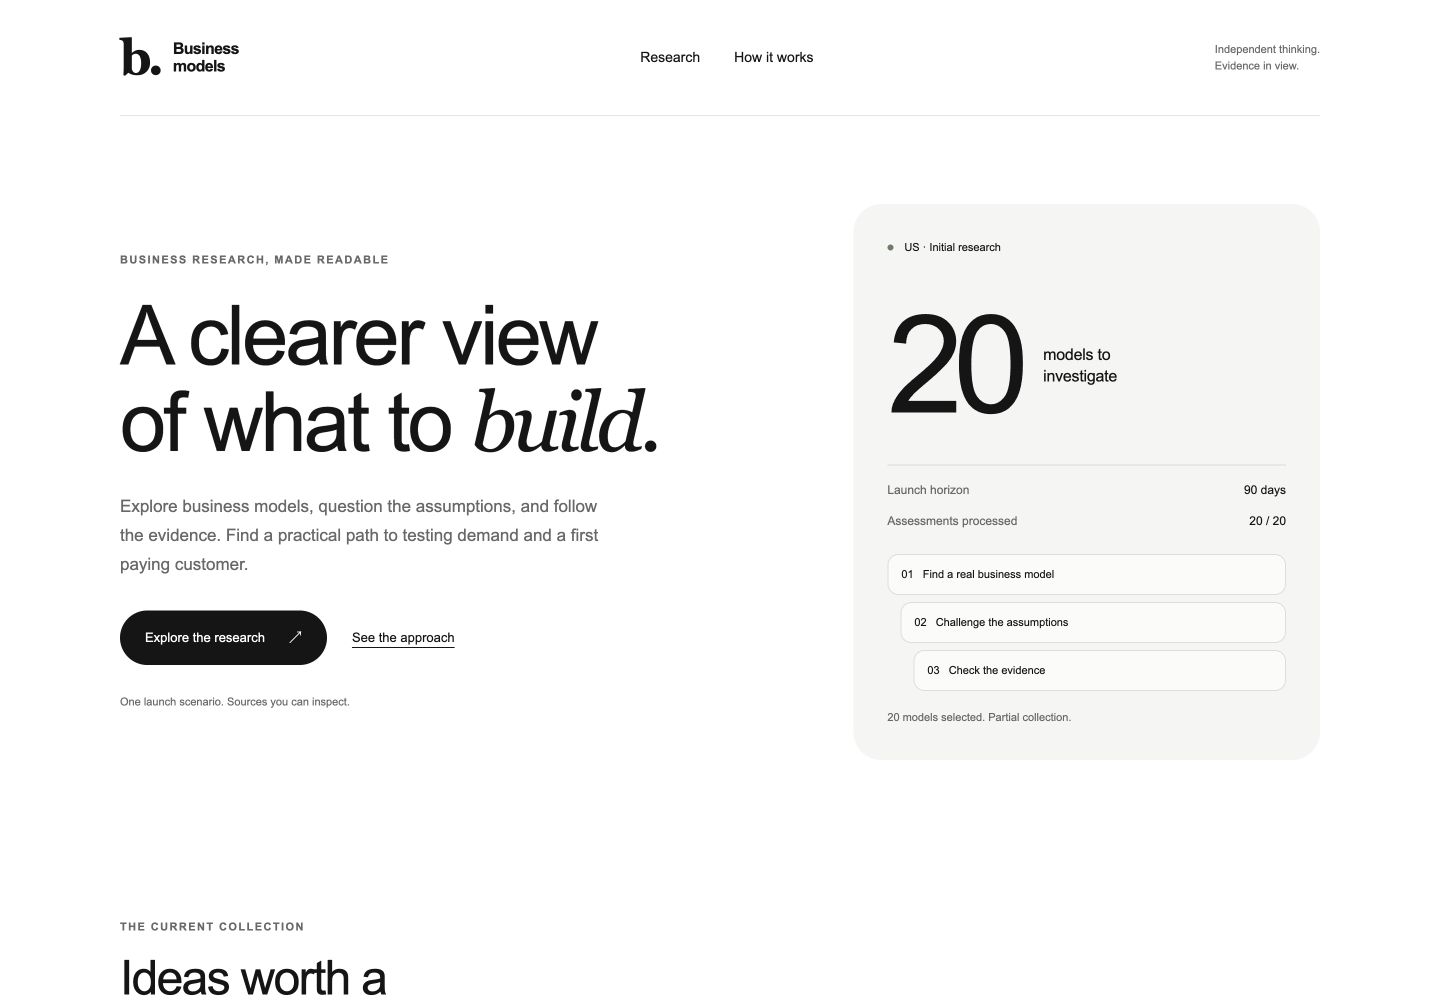 b.
Business
models
Research
How it works
Independent thinking.
Evidence in view.
BUSINESS RESEARCH, MADE READABLE
A clearer view
of what to build.
Explore business models, question the assumptions, and follow
the evidence. Find a practical path to testing demand and a first
paying customer.
Explore the research ↗
See the approach
One launch scenario. Sources you can inspect.
US · Initial research
20
models to
investigate
Launch horizon 90 days
Assessments processed 20 / 20
01 Find a real business model
02 Challenge the assumptions
03 Check the evidence
20 models selected. Partial collection.
THE CURRENT COLLECTION
Ideas worth a